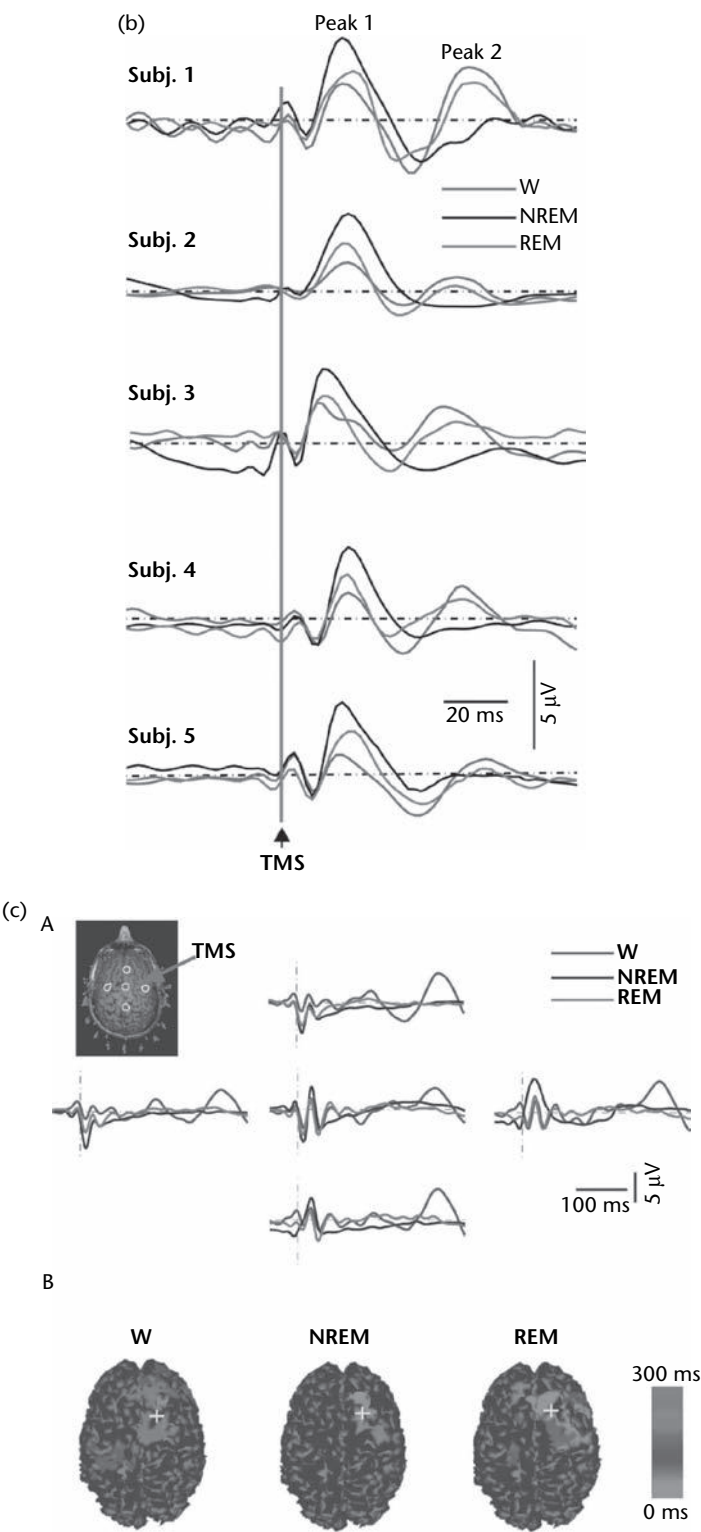 (b)
Peak 1
Peak 2
Subj. 1
W
NREM
REM
Subj. 2
Subj. 3
Subj. 4
20 ms
5 µV
Subj. 5
TMS
(c)
A
TMS
W
NREM
REM
100 ms
5 µV
B
W
NREM
REM
300 ms
0 ms